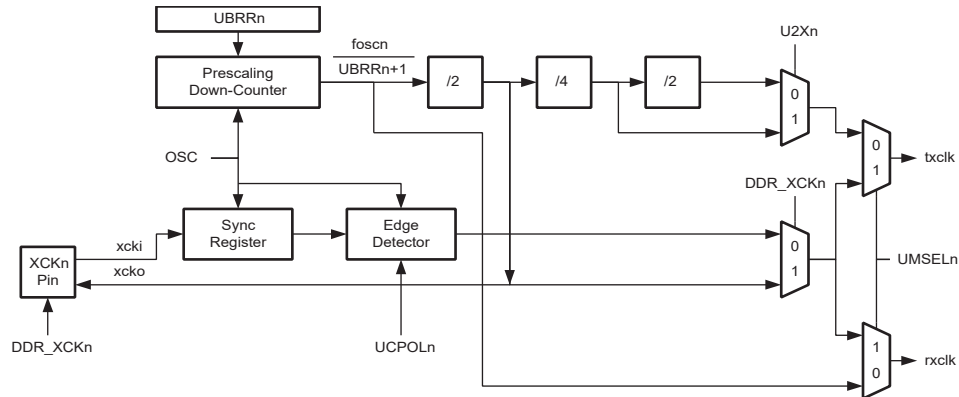 UBRRn
foscn
UBRRn+1
U2Xn
Prescaling
Down-Counter
/2
/4
/2
0
1
OSC
0
1
txclk
DDR_XCKn
Sync
Register
Edge
Detector
xcki
XCKn
Pin
xcko
0
1
UMSELn
DDR_XCKn
UCPOLn
1
0
rxclk